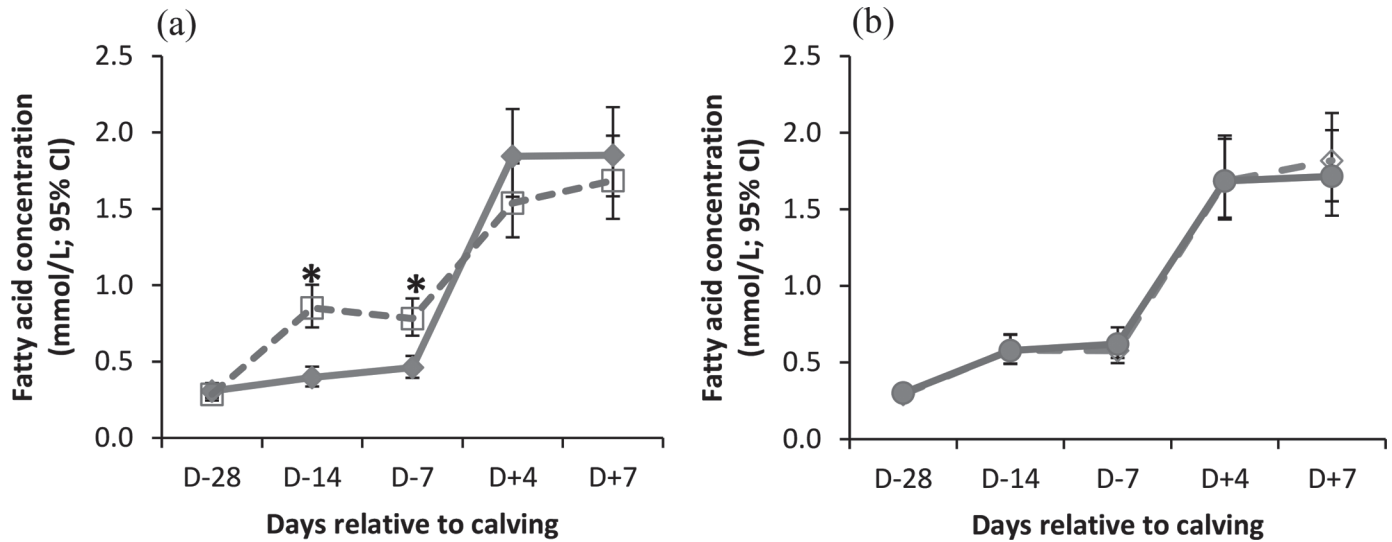 (a)
Fatty acid concentration
(mmol/L; 95% CI)
2.5
2.0
1.5
1.0
0.5
0.0
*
*
D-28 D-14 D-7 D+4 D+7
Days relative to calving
(b)
Fatty acid concentration
(mmol/L; 95% CI)
2.5
2.0
1.5
1.0
0.5
0.0
D-28 D-14 D-7 D+4 D+7
Days relative to calving